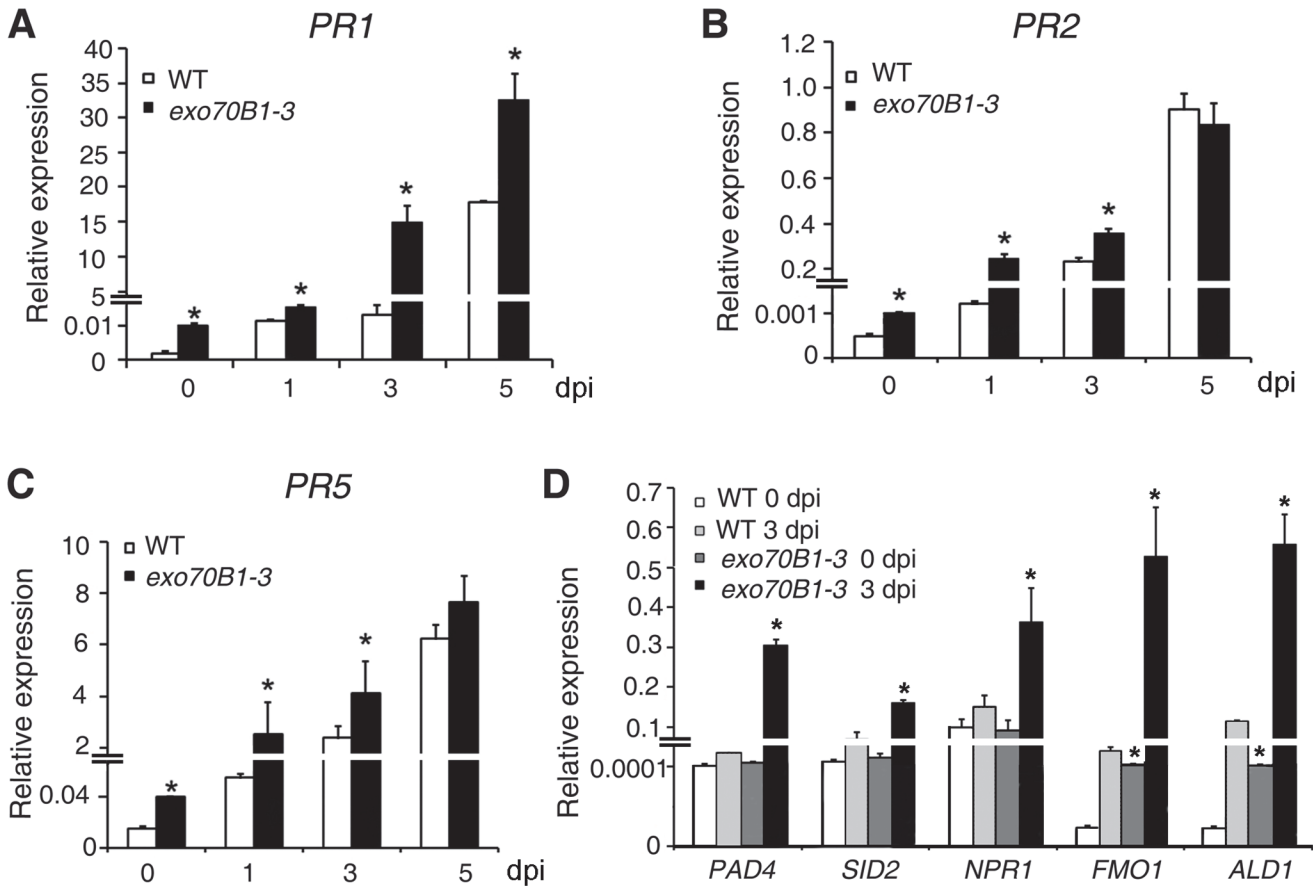 A
PR1
Relative expression
40
35
30
25
20
15
10
5
0.01
0
WT
exo70B1-3
*
*
*
*
0 1 3 5 dpi
B
PR2
Relative expression
1.2
1.0
0.8
0.6
0.4
0.2
0.001
0
WT
exo70B1-3
*
*
*
0 1 3 5 dpi
C
PR5
Relative expression
10
8
6
4
2
0.04
0
WT
exo70B1-3
*
*
*
0 1 3 5 dpi
D
Relative expression
0.7
0.6
0.5
0.4
0.3
0.2
0.1
0.0001
0
WT 0 dpi
WT 3 dpi
exo70B1-3 0 dpi
exo70B1-3 3 dpi
*
*
*
*
*
*
*
PAD4 SID2 NPR1 FMO1 ALD1